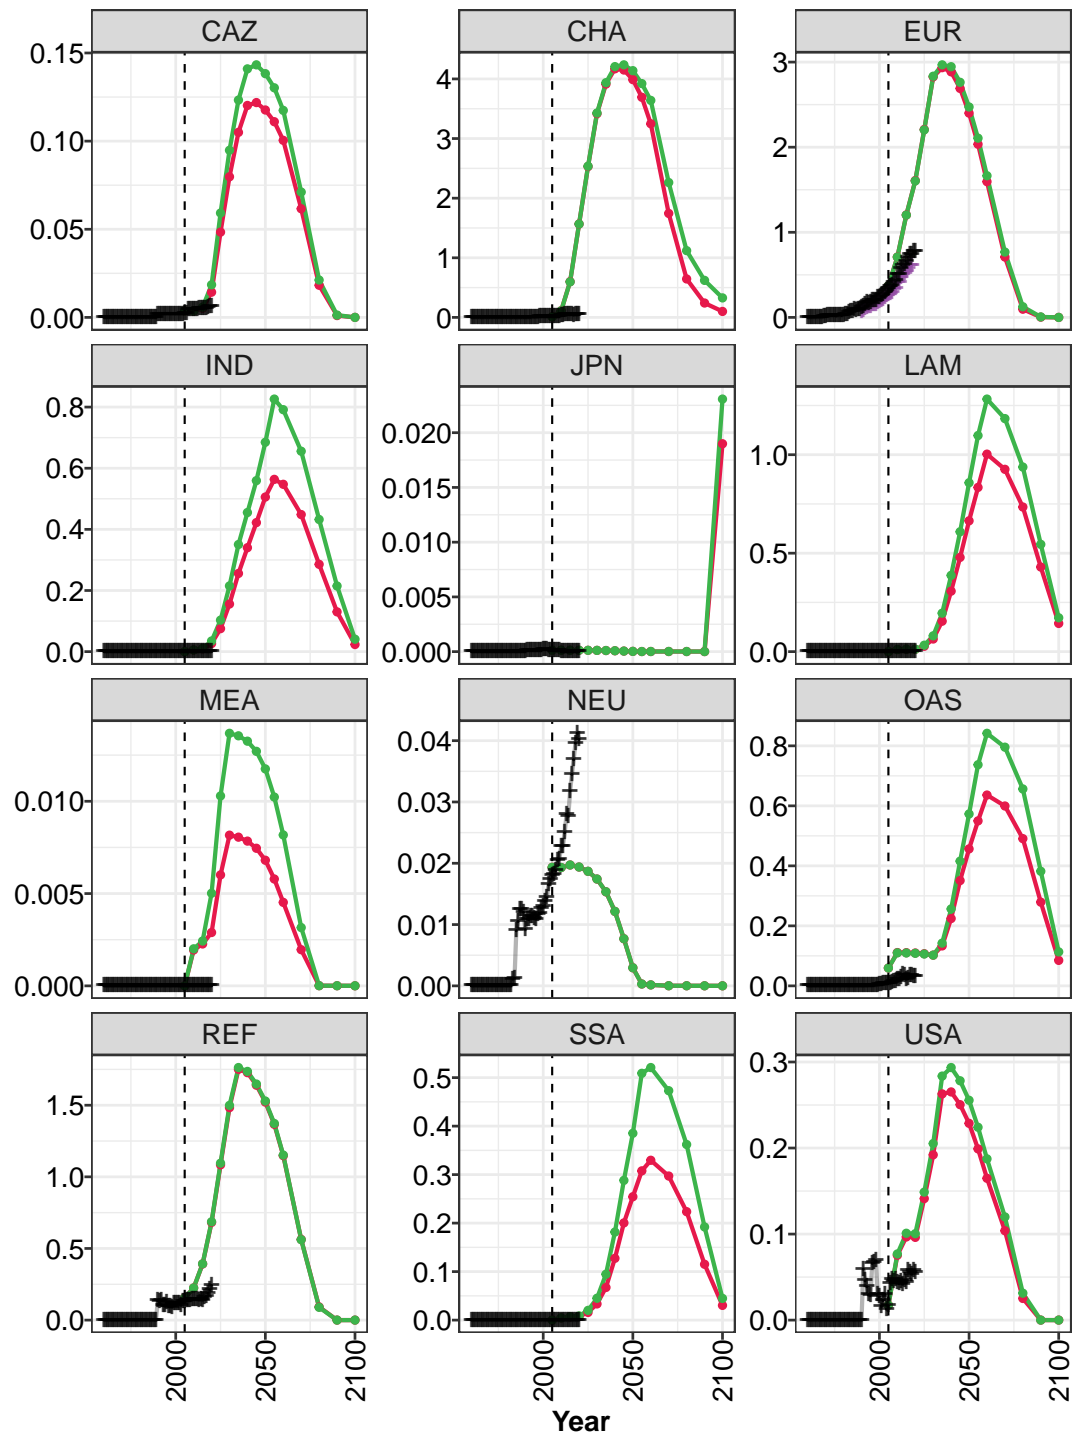 CAZ CHA EUR
0.15 0.10 0.05 0.00
4 3 2 1 0
3 2 1 0
IND JPN LAM
0.8 0.6 0.4 0.2 0.0
0.020 0.015 0.010 0.005 0.000
1.0 0.5 0.0
MEA NEU OAS
0.010 0.005 0.000
0.04 0.03 0.02 0.01 0.00
0.8 0.6 0.4 0.2 0.0
REF SSA USA
1.5 1.0 0.5 0.0
0.5 0.4 0.3 0.2 0.1 0.0
0.3 0.2 0.1 0.0
2000 2050 2100 2000 2050 2100 2000 2050 2100
Year